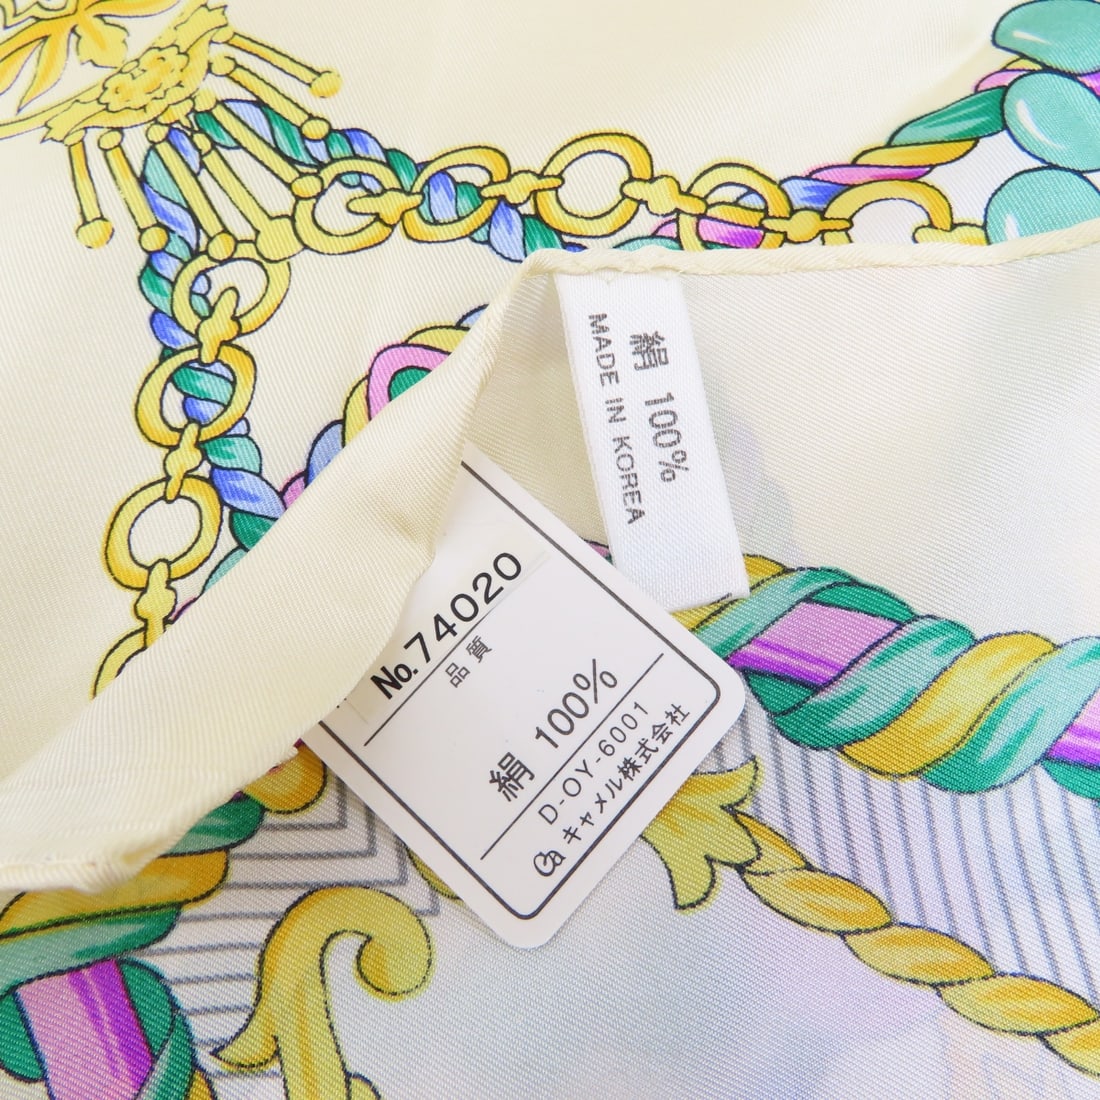 絹 100%
MADE IN KOREA
No.74020
品質
絹 100%
D-OY-6001
Ca キャメル株式会社